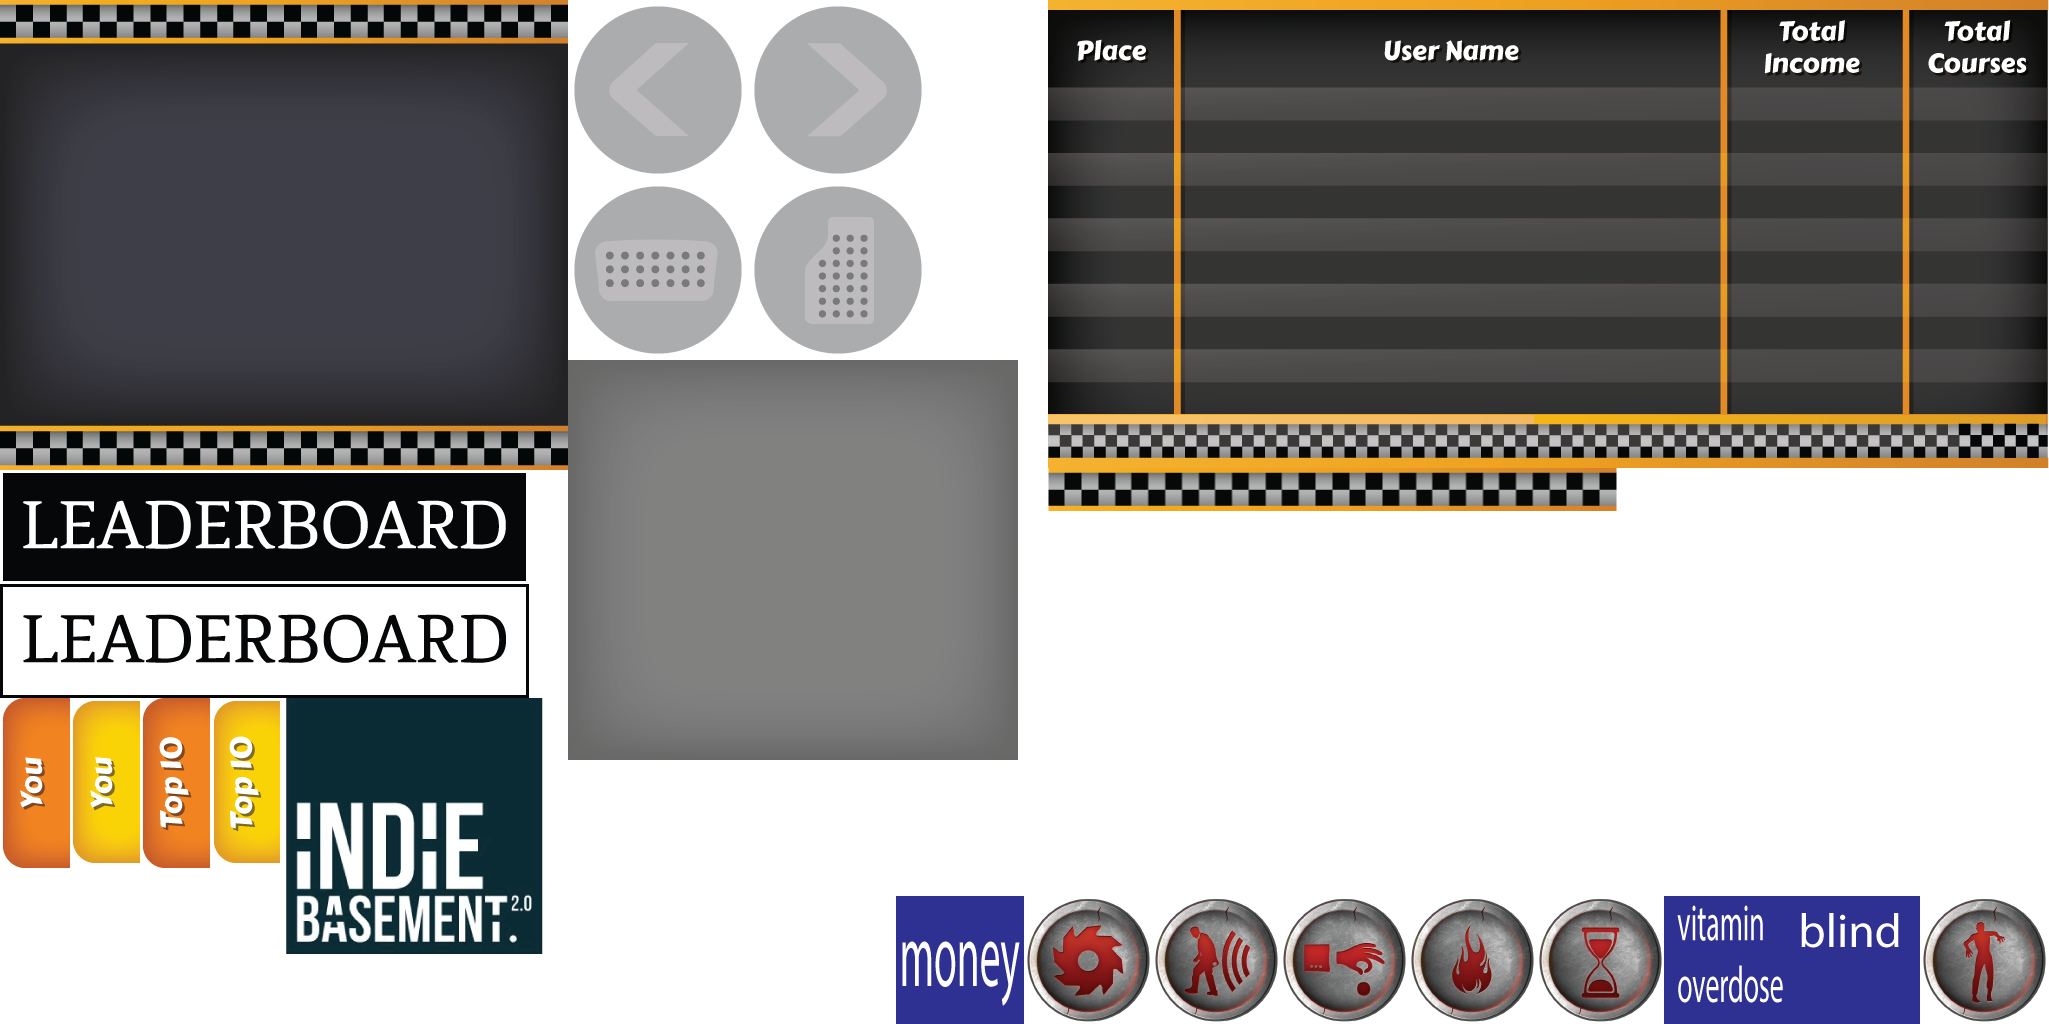 Place
User Name
Total
Income
Total
Courses
LEADERBOARD
LEADERBOARD
You
You
Top 10
Top 10
INDIE
BASEMENT.2.0
money
vitamin
overdose
blind